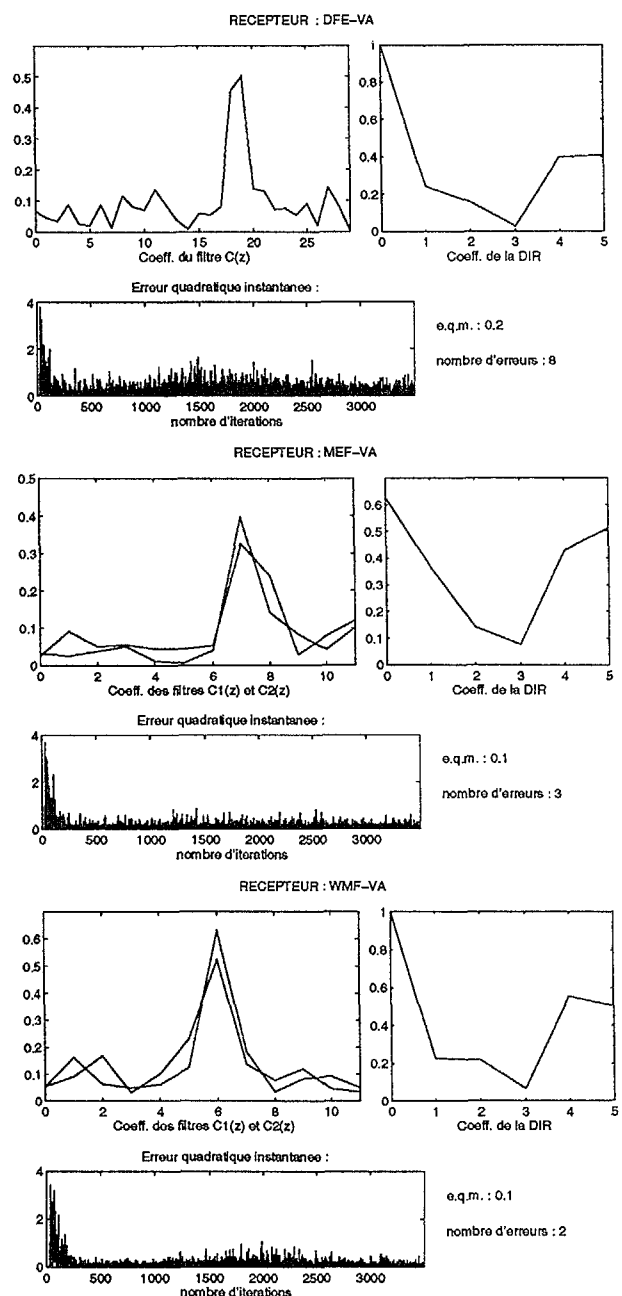 RECEPTEUR : DFE-VA
0.5
0.4
0.3
0.2
0.1
0
0 5 10 15 20 25
Coeff. du filtre C(z)
1
0.8
0.6
0.4
0.2
0
0 1 2 3 4 5
Coeff. de la DIR
Erreur quadratique instantanee :
4
2
0
0 500 1000 1500 2000 2500 3000
nombre d'iterations
e.q.m. : 0.2
nombre d'erreurs : 8
RECEPTEUR : MEF-VA
0.5
0.4
0.3
0.2
0.1
0
0 2 4 6 8 10
Coeff. des filtres C1(z) et C2(z)
0.6
0.5
0.4
0.3
0.2
0.1
0
0 1 2 3 4 5
Coeff. de la DIR
Erreur quadratique instantanee :
4
2
0
0 500 1000 1500 2000 2500 3000
nombre d'iterations
e.q.m. : 0.1
nombre d'erreurs : 3
RECEPTEUR : WMF-VA
0.6
0.5
0.4
0.3
0.2
0.1
0
0 2 4 6 8 10
Coeff. des filtres C1(z) et C2(z)
1
0.8
0.6
0.4
0.2
0
0 1 2 3 4 5
Coeff. de la DIR
Erreur quadratique instantanee :
4
2
0
0 500 1000 1500 2000 2500 3000
nombre d'iterations
e.q.m. : 0.1
nombre d'erreurs : 2